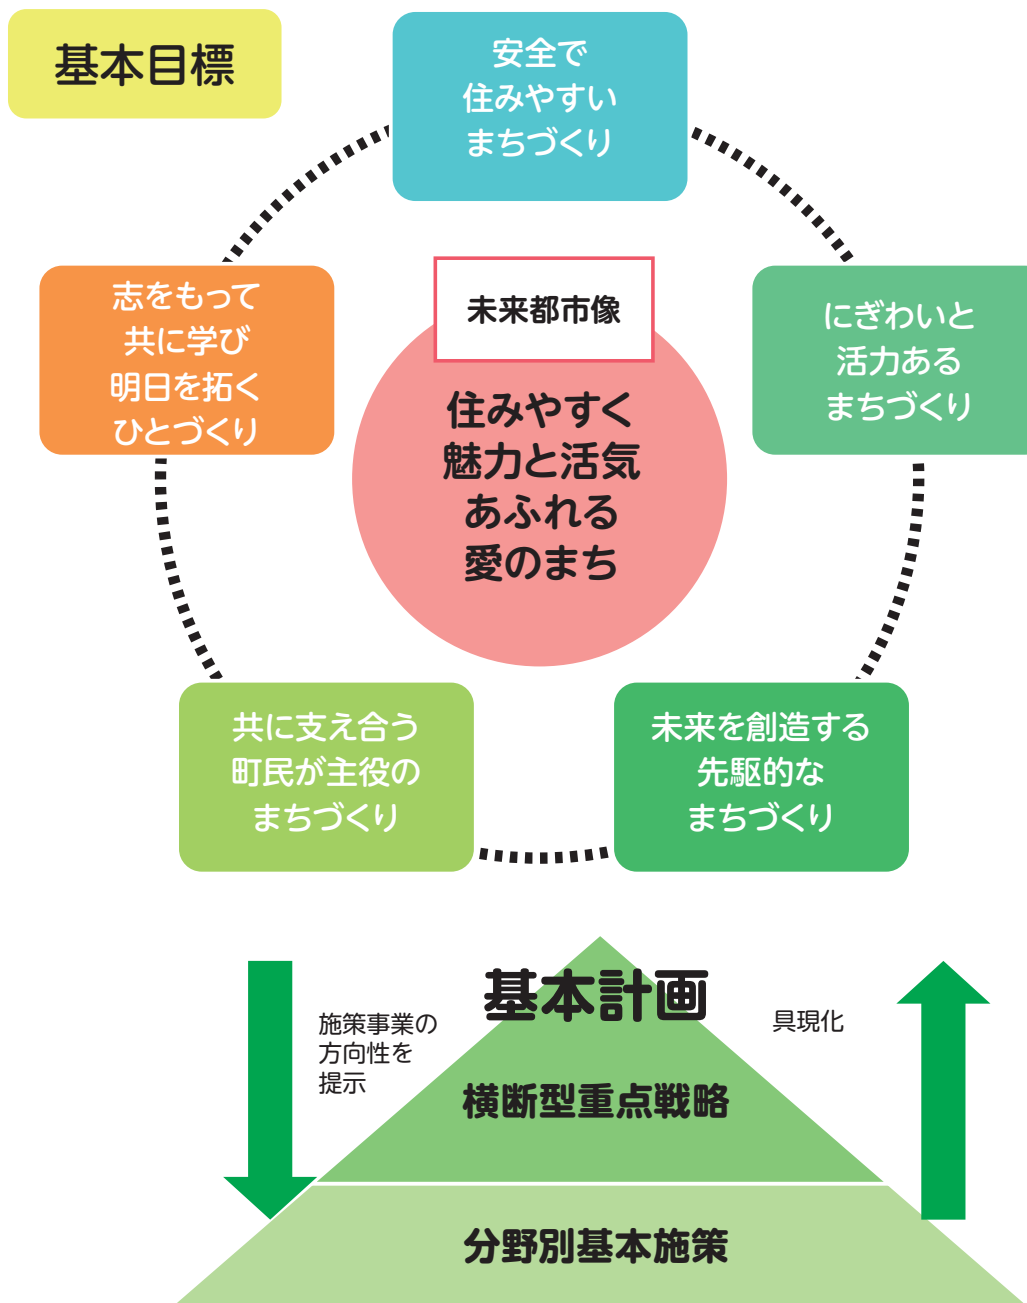 基本目標
安全で
住みやすい
まちづくり
志をもって
共に学び
明日を拓く
ひとづくり
未来都市像
住みやすく
魅力と活気
あふれる
愛のまち
にぎわいと
活力ある
まちづくり
共に支え合う
町民が主役の
まちづくり
未来を創造する
先駆的な
まちづくり
基本計画
施策事業の
方向性を
提示
具現化
横断型重点戦略
分野別基本施策